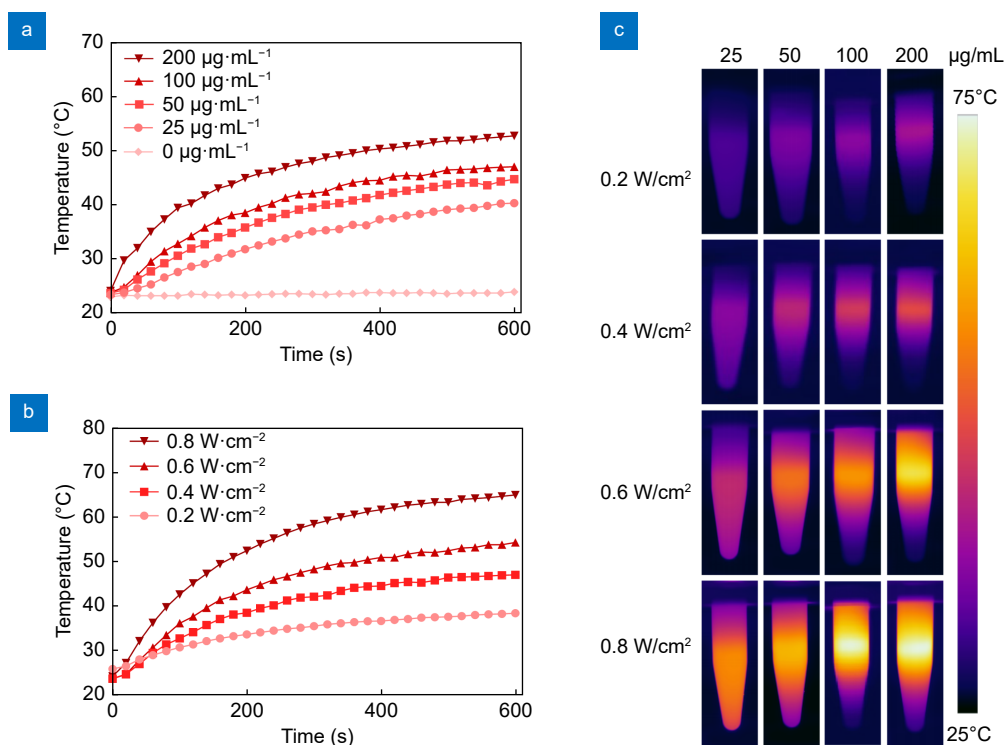 a
70
60
50
40
30
20
0
200
400
600
Temperature (°C)
Time (s)
200 μg·mL⁻¹
100 μg·mL⁻¹
50 μg·mL⁻¹
25 μg·mL⁻¹
0 μg·mL⁻¹
b
80
70
60
50
40
30
20
0
200
400
600
Temperature (°C)
Time (s)
0.8 W·cm⁻²
0.6 W·cm⁻²
0.4 W·cm⁻²
0.2 W·cm⁻²
c
25 50 100 200 μg/mL
75°C
0.2 W/cm²
0.4 W/cm²
0.6 W/cm²
0.8 W/cm²
25°C